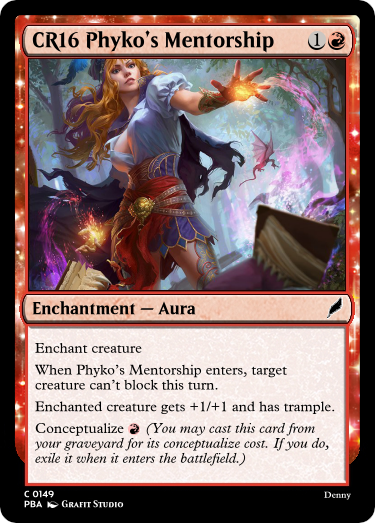 CR16 Phyko's Mentorship 1
Enchantment — Aura
Enchant creature
When Phyko's Mentorship enters, target
creature can't block this turn.
Enchanted creature gets +1/+1 and has trample.
Conceptualize (You may cast this card from
your graveyard for its conceptualize cost. If you do,
exile it when it enters the battlefield.)
C 0149
PBA Grafit Studio
Denny